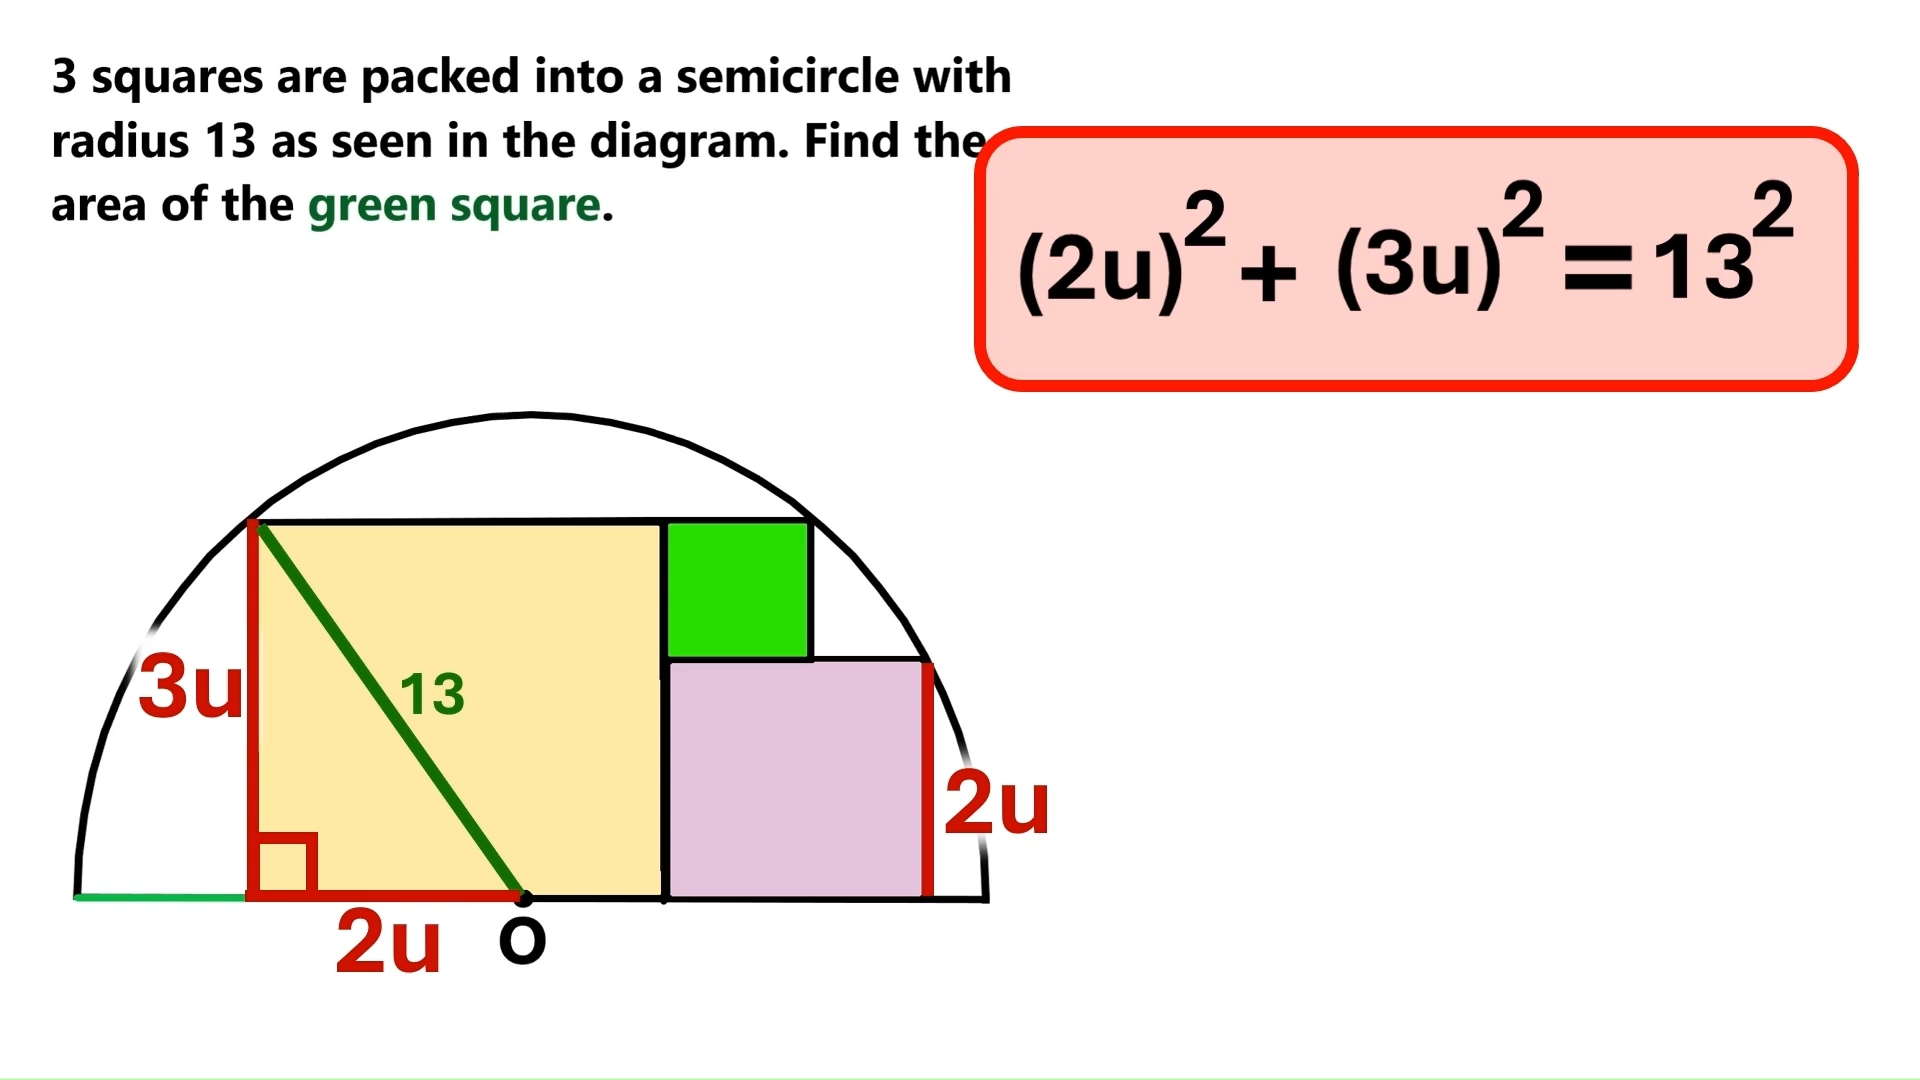 3 squares are packed into a semicircle with
radius 13 as seen in the diagram. Find the
area of the green square.
(2u)² + (3u)² = 13²
3u
13
2u
2u
O